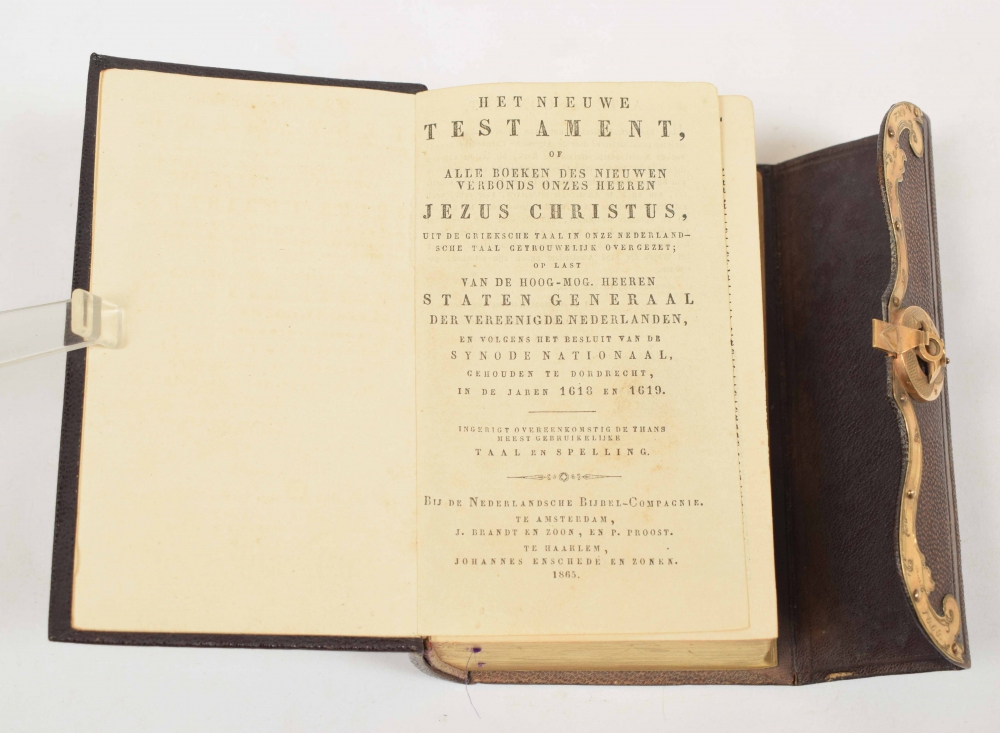 HET NIEUWE
TESTAMENT,
OF
ALLE BOEKEN DES NIEUWEN
VERBONDS ONZES HEEREN
JEZUS CHRISTUS,
UIT DE GRIEKSCHE TAAL IN ONZE NEDERLAND-
SCHE TAAL GETROUWELIJK OVERGEZET;
OP LAST
VAN DE HOOG-MOG. HEEREN
STATEN GENERAAL
DER VEREENIGDE NEDERLANDEN,
EN VOLGENS HET BESLUIT VAN DE
SYNODE NATIONAAL,
GEHOUDEN TE DORDRECHT,
IN DE JAREN 1618 EN 1619.
INGERIGT OVEREENKOMSTIG DE THANS
MEEST GEBRUIKELIJKE
TAAL EN SPELLING.
BIJ DE NEDERLANDSCHE BIJBEL-COMPAGNIE.
TE AMSTERDAM,
J. BRANDT EN ZOON, EN P. PROOST.
TE HAARLEM,
JOHANNES ENSCHEDE EN ZONEN.
1865.